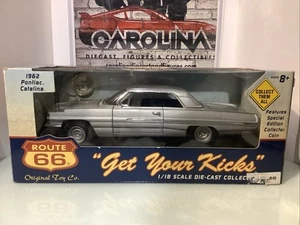 CAROLINA
DIECAST, FIGURES & COLLECTIBLES
1962
Pontiac
Catalina
AGES 8+
COLLECT
THEM
ALL
Features
Special
Edition
Collector
Coin
ROUTE
66
Original Toy Co.
"Get Your Kicks"
1/18 SCALE DIE-CAST COLLECT